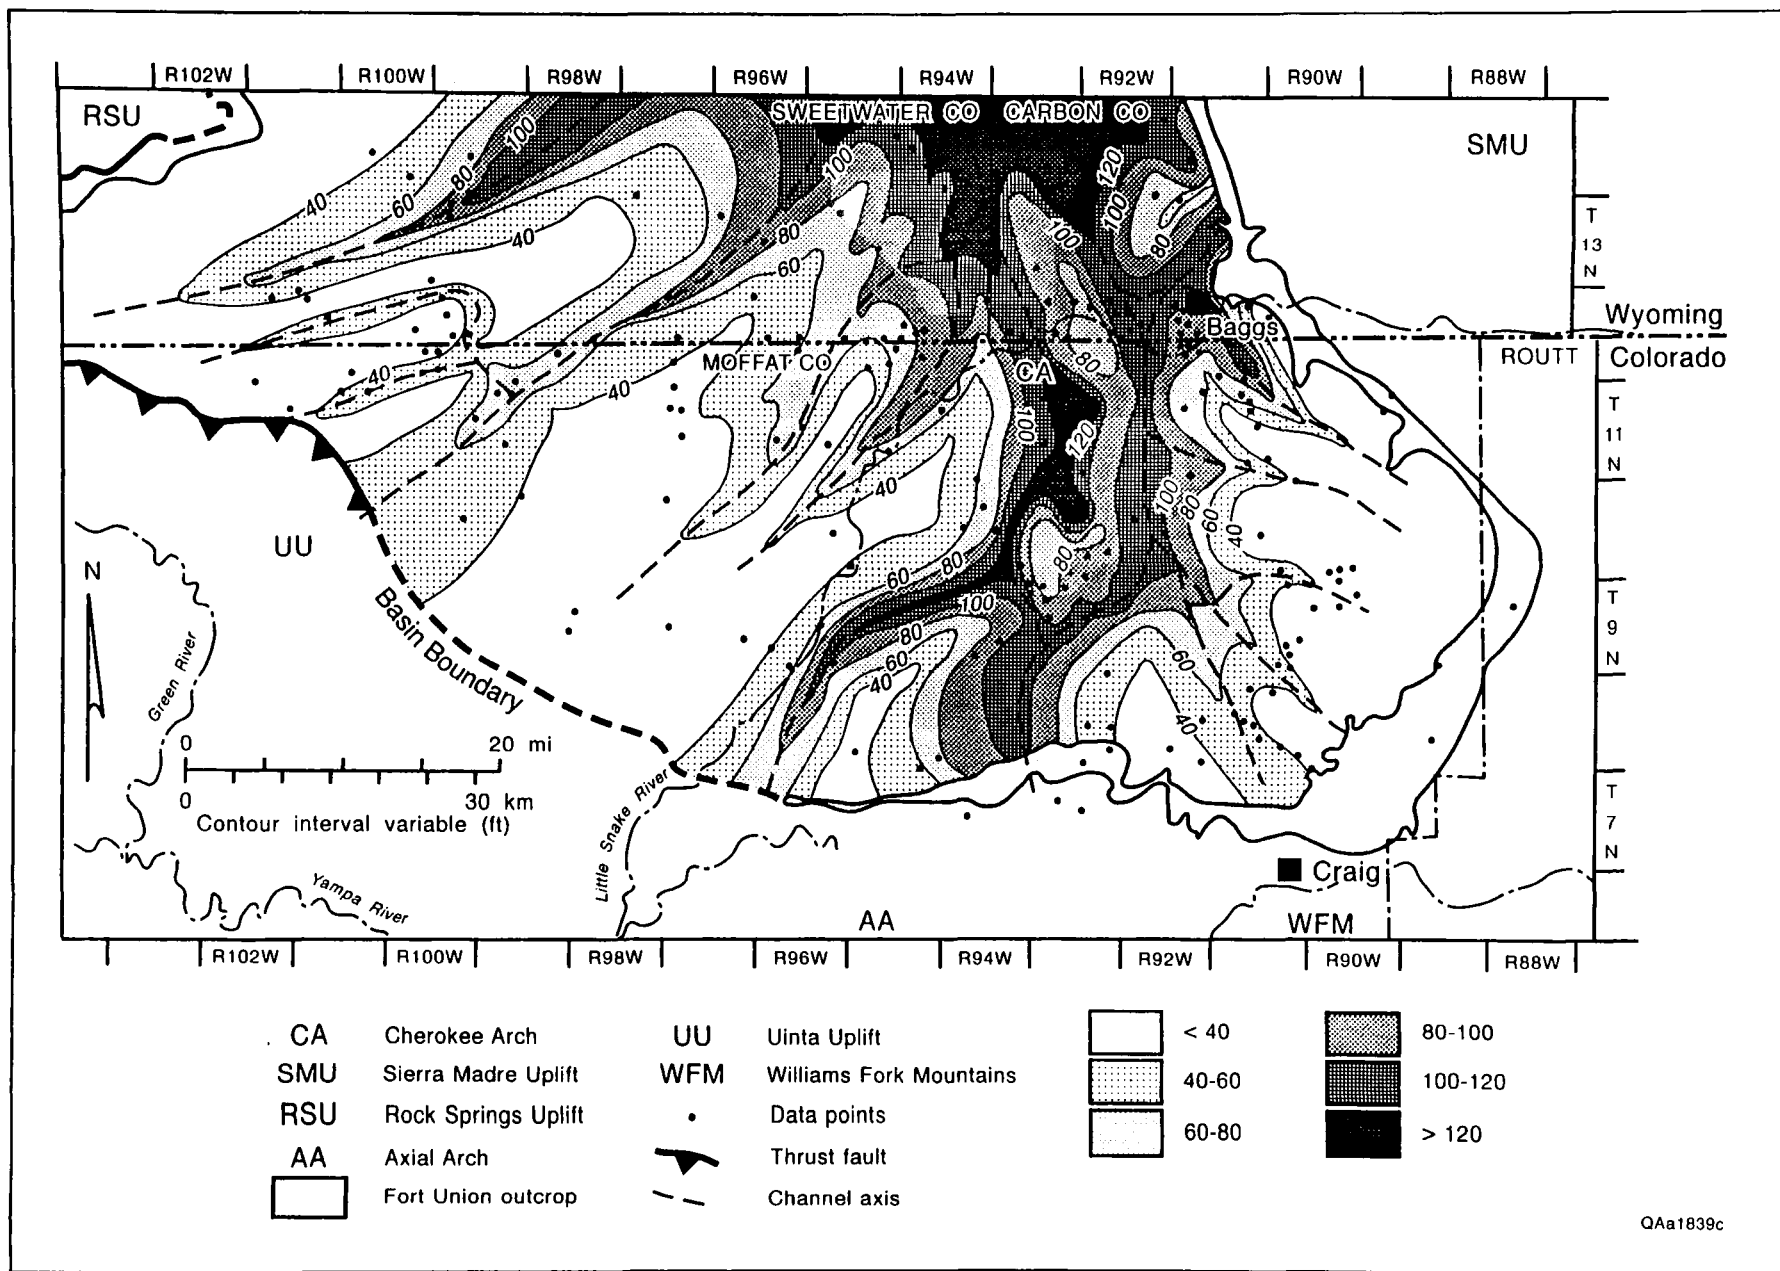 R102W R100W R98W R96W R94W R92W R90W R88W
RSU
SWEETWATER CO CARBON CO
SMU
100
80
60
40
40
100
80
60
120
100
80
100
T
13
N
Wyoming
Baggs
MOFFAT CO
CA
80
ROUTT
Colorado
40
40
100
120
40
T
11
N
100
80
60
40
UU
N
80
60
80
100
Basin Boundary
80
60
40
60
40
T
9
N
Green River
0 20 mi
0 30 km
Contour interval variable (ft)
Little Snake River
T
7
N
Craig
Yampa River
AA
WFM
R102W R100W R98W R96W R94W R92W R90W R88W
CA Cherokee Arch
SMU Sierra Madre Uplift
RSU Rock Springs Uplift
AA Axial Arch
Fort Union outcrop
UU Uinta Uplift
WFM Williams Fork Mountains
Data points
Thrust fault
Channel axis
< 40
40-60
60-80
80-100
100-120
> 120
QAa1839c